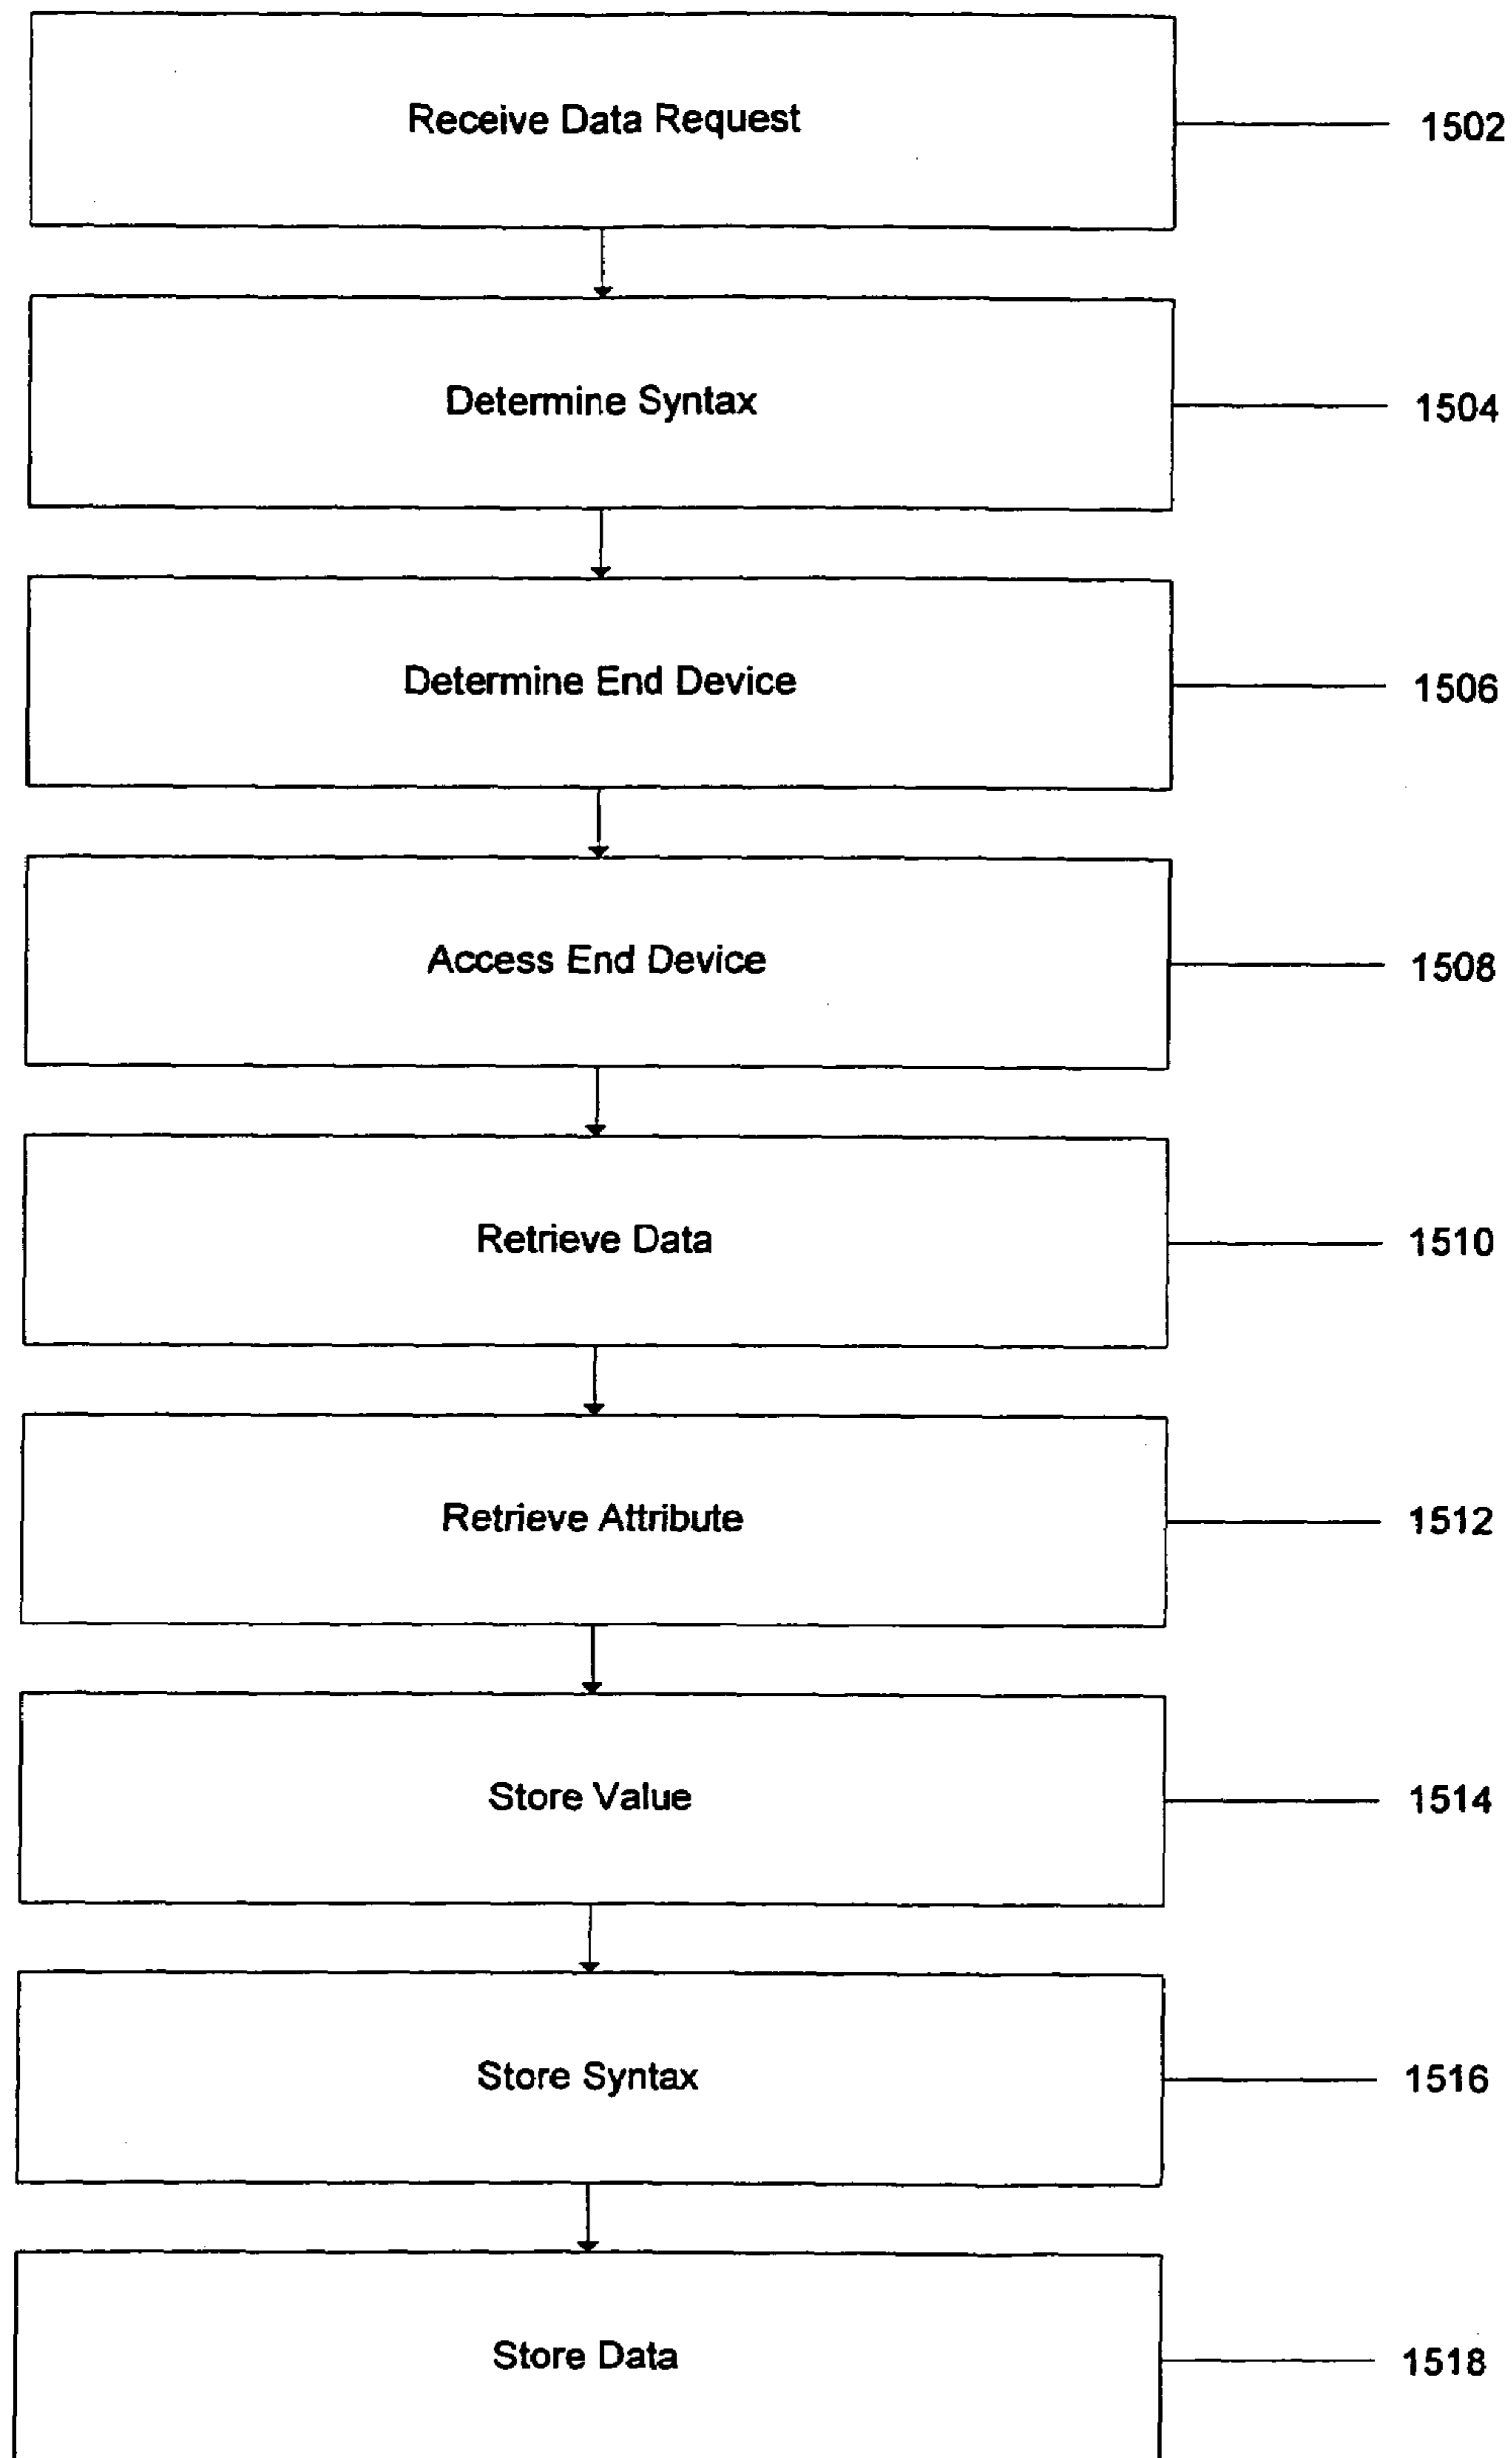 Receive Data Request 1502
Determine Syntax 1504
Determine End Device 1506
Access End Device 1508
Retrieve Data 1510
Retrieve Attribute 1512
Store Value 1514
Store Syntax 1516
Store Data 1518